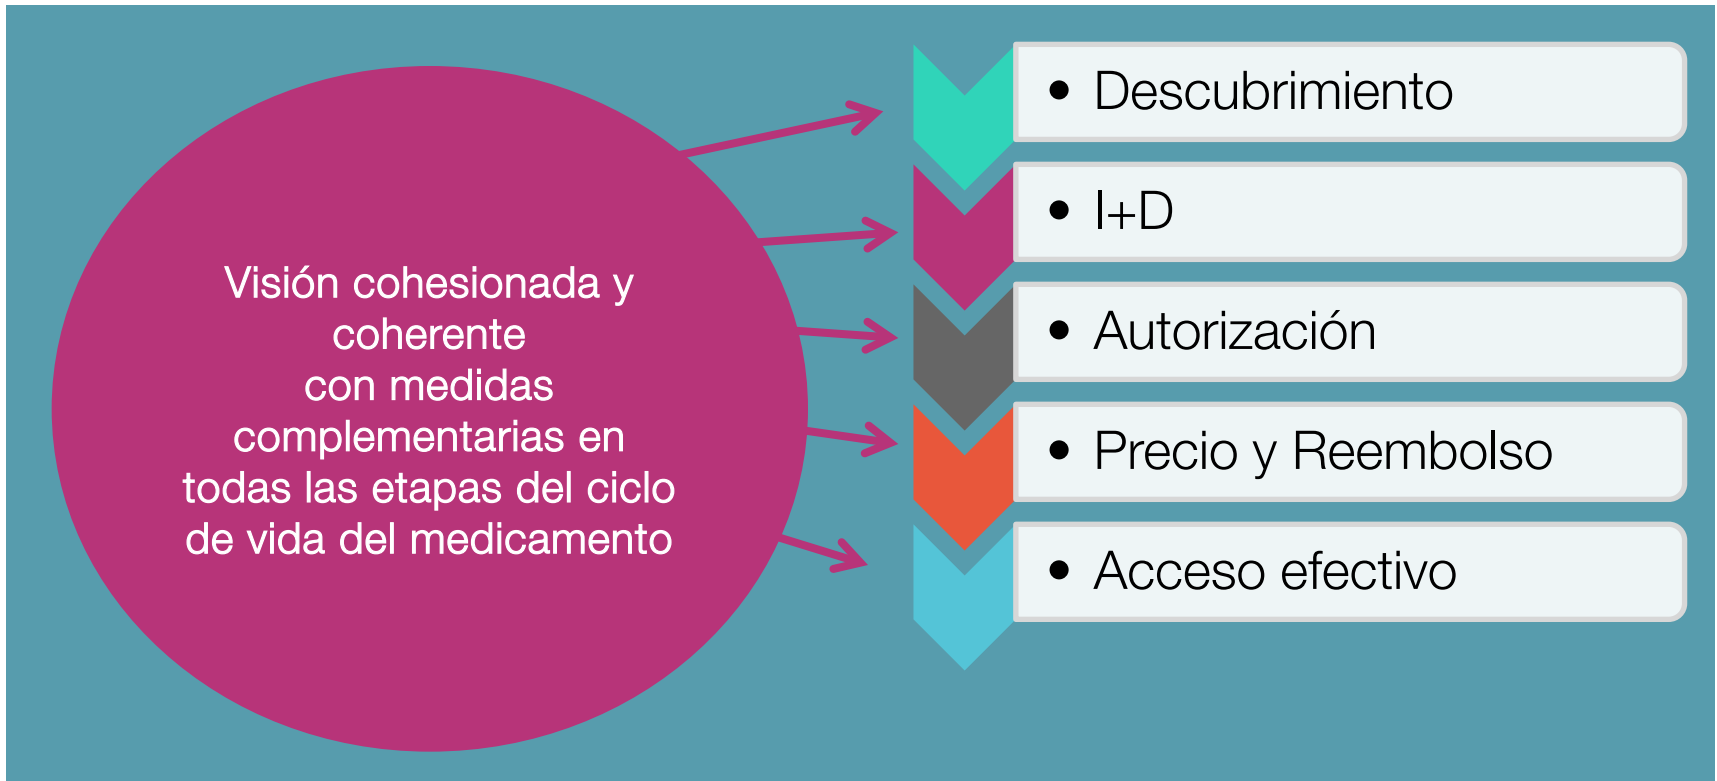 Visión cohesionada y
coherente
con medidas
complementarias en
todas las etapas del ciclo
de vida del medicamento
• Descubrimiento
• I+D
• Autorización
• Precio y Reembolso
• Acceso efectivo